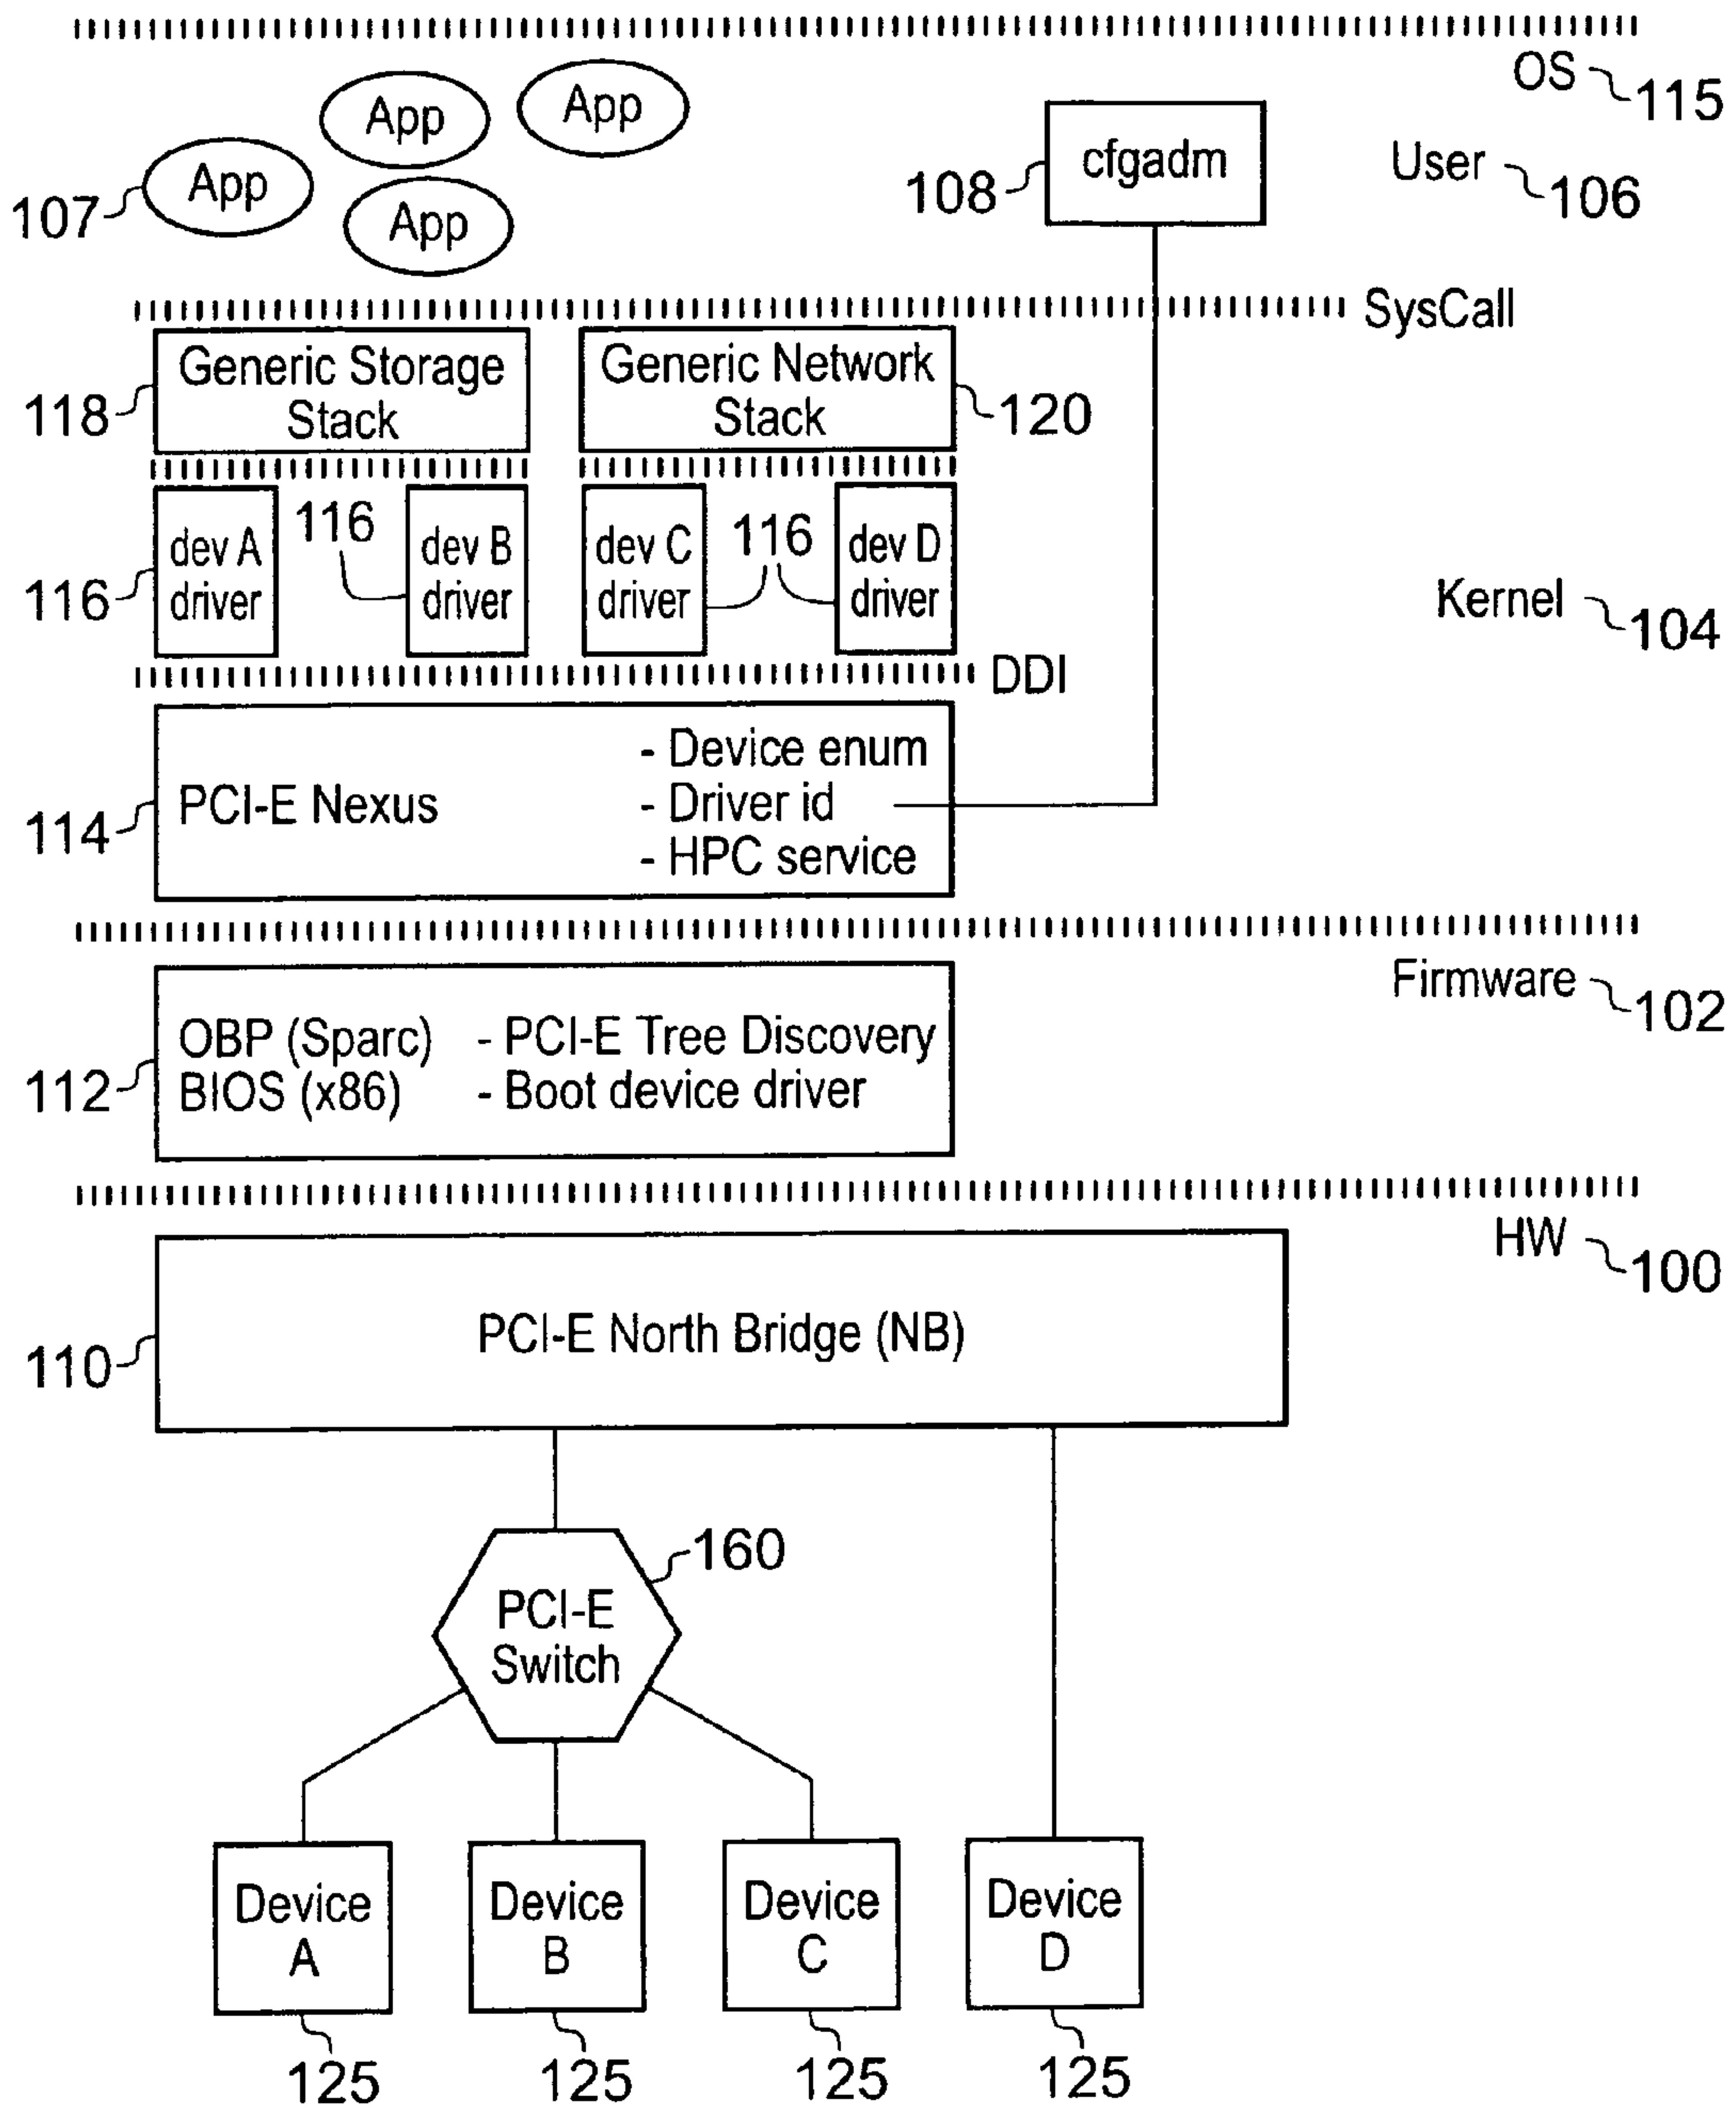 OS 115
App
App
App
App
107
108
cfgadm
User 106
SysCall
Generic Storage
Stack
118
Generic Network
Stack
120
dev A
driver
116
116
dev B
driver
dev C
driver
116
dev D
driver
Kernel 104
DDI
114
PCI-E Nexus
- Device enum
- Driver id
- HPC service
Firmware 102
112
OBP (Sparc) - PCI-E Tree Discovery
BIOS (x86) - Boot device driver
HW 100
110
PCI-E North Bridge (NB)
160
PCI-E
Switch
Device
A
Device
B
Device
C
Device
D
125 125 125 125